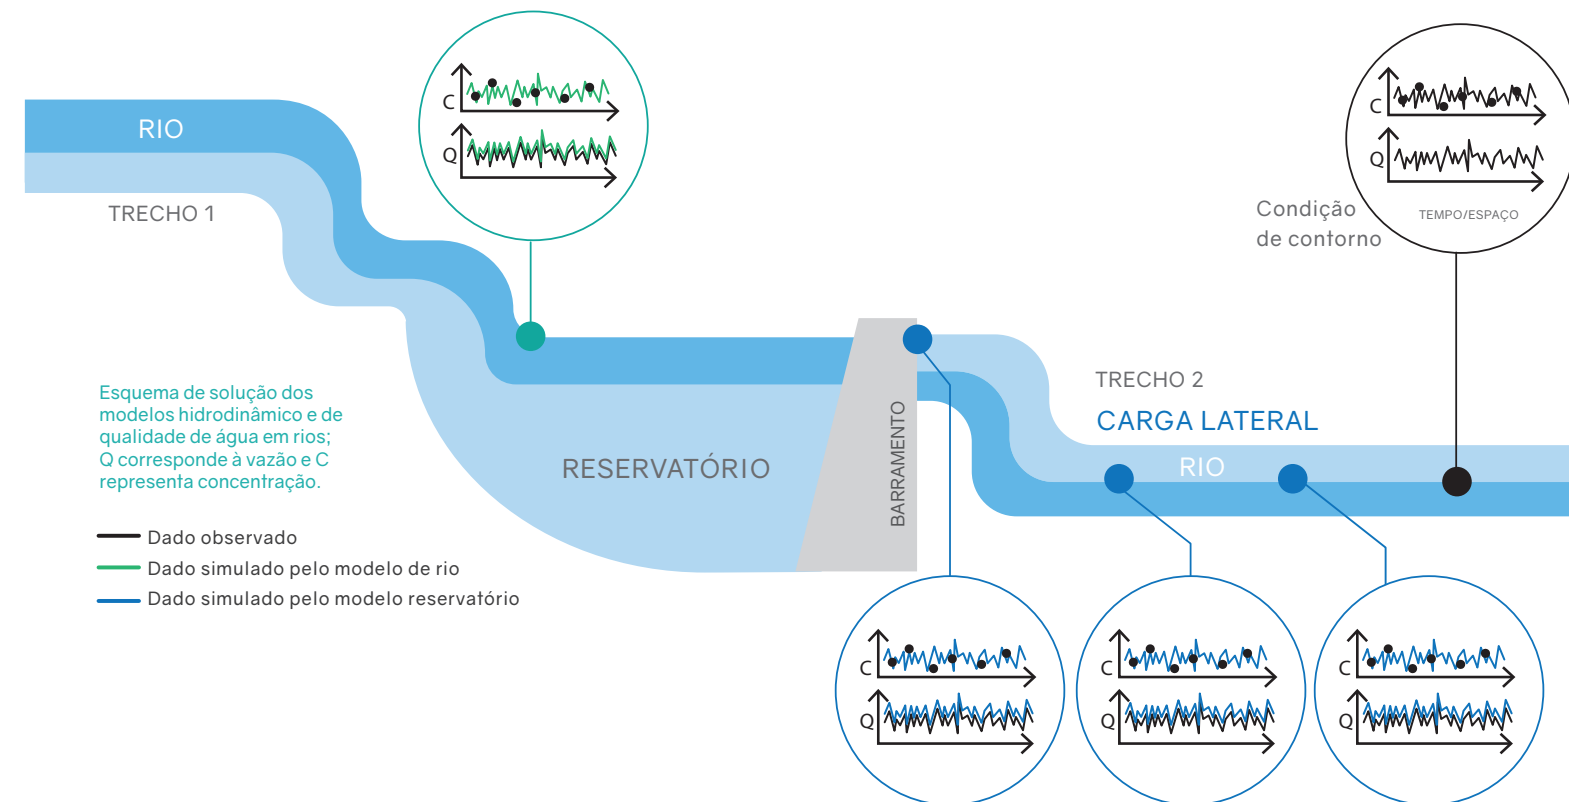 RIO
TRECHO 1
C
Q
C
Q
TEMPO/ESPAÇO
Condição
de contorno
Esquema de solução dos
modelos hidrodinâmico e de
qualidade de água em rios;
Q corresponde à vazão e C
representa concentração.
Dado observado
Dado simulado pelo modelo de rio
Dado simulado pelo modelo reservatório
RESERVATÓRIO
BARRAMENTO
TRECHO 2
CARGA LATERAL
RIO
C
Q
C
Q
C
Q